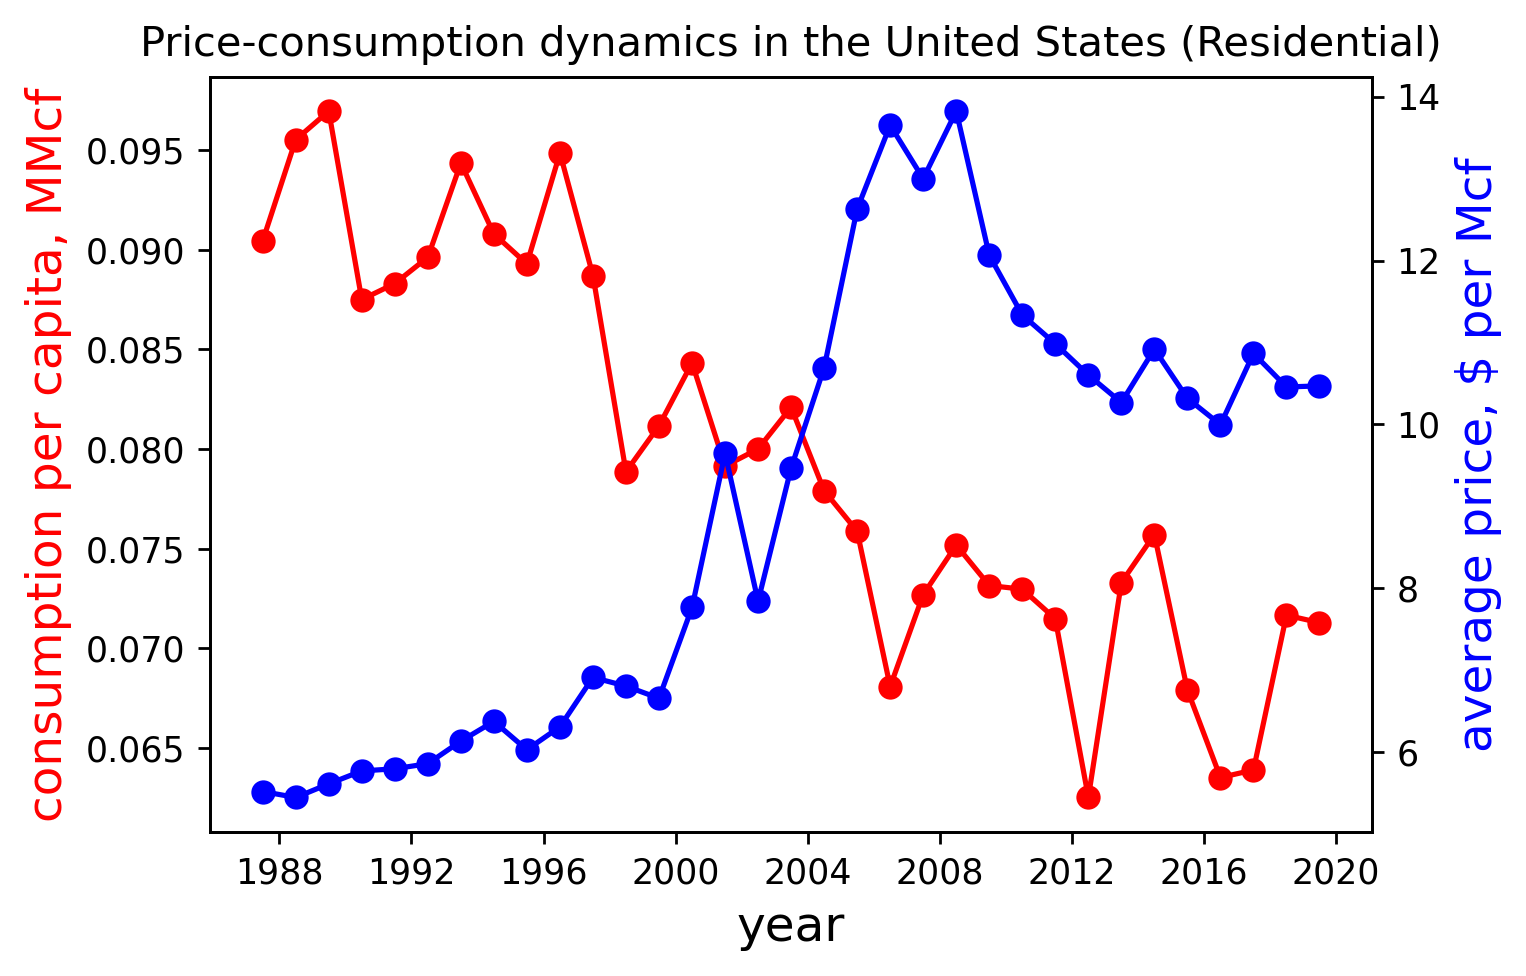 Price-consumption dynamics in the United States (Residential)
consumption per capita, MMcf
0.095
0.090
0.085
0.080
0.075
0.070
0.065
14
12
10
8
6
average price, $ per Mcf
1988 1992 1996 2000 2004 2008 2012 2016 2020
year